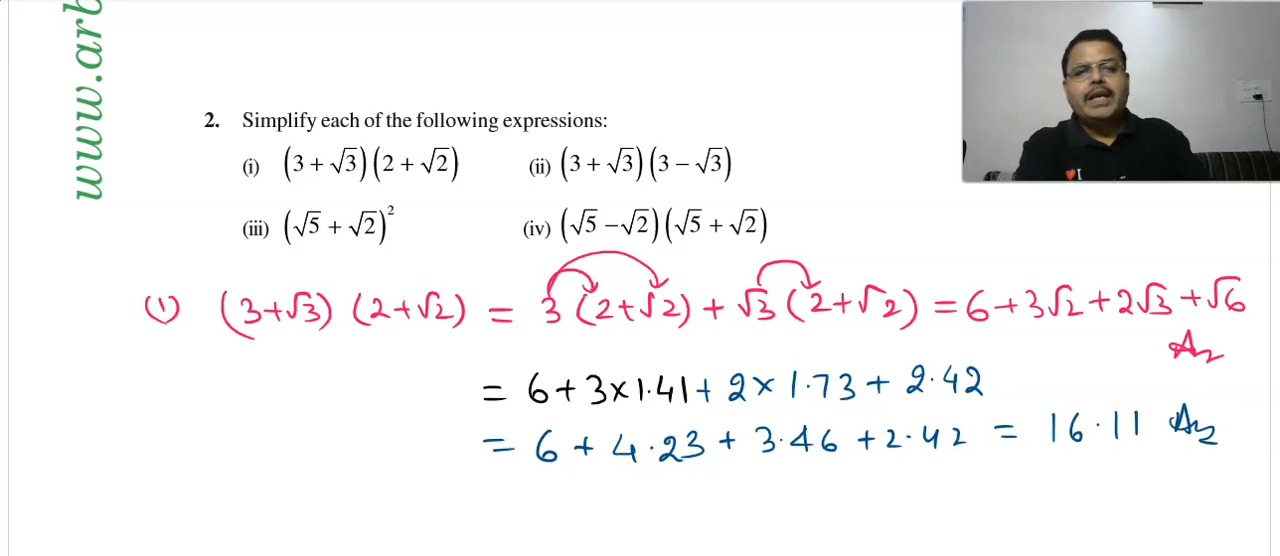 www.arb
2. Simplify each of the following expressions:
(i) (3 + √3)(2 + √2) (ii) (3 + √3)(3 − √3)
(iii) (√5 + √2)² (iv) (√5 − √2)(√5 + √2)
(1) (3+√3) (2+√2) = 3 (2+√2) + √3 (2+√2) = 6+3√2+2√3+√6
= 6+3×1.41+2×1.73+2.42
= 6+4.23+3.46+2.42 = 16.11
I